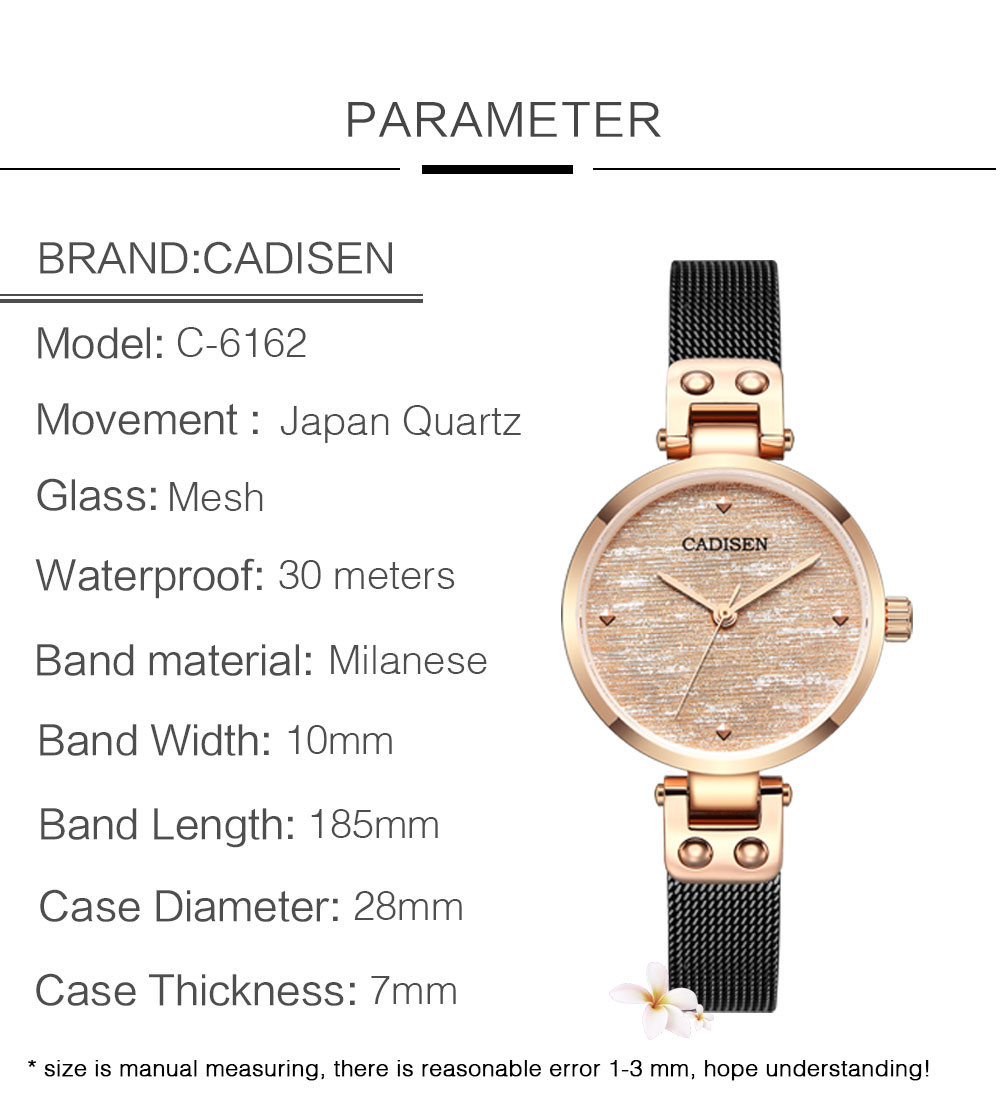 PARAMETER
BRAND:CADISEN
Model: C-6162
Movement : Japan Quartz
Glass: Mesh
Waterproof: 30 meters
Band material: Milanese
Band Width: 10mm
Band Length: 185mm
Case Diameter: 28mm
Case Thickness: 7mm
CADISEN
* size is manual measuring, there is reasonable error 1-3 mm, hope understanding!